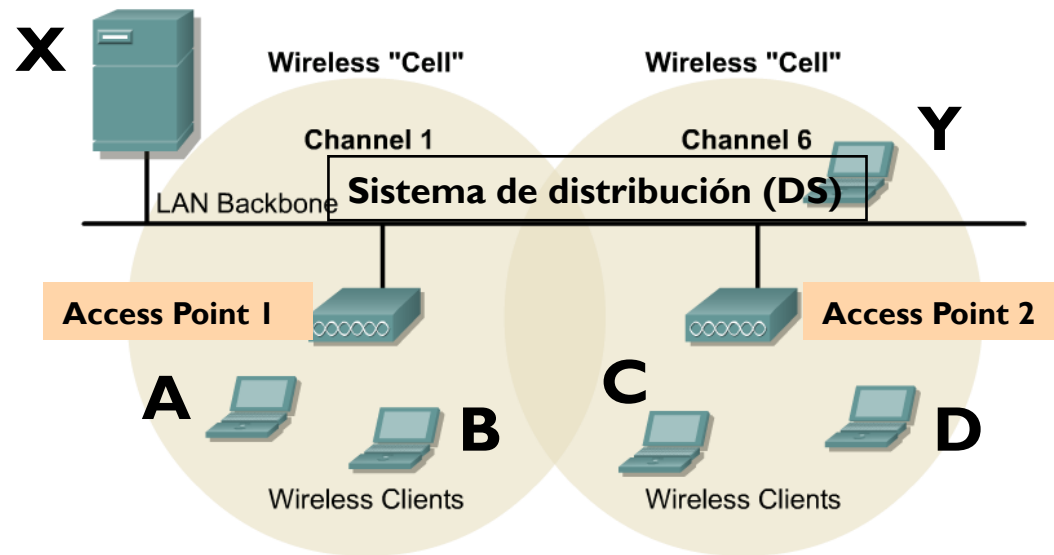 X
Wireless "Cell"
Wireless "Cell"
Channel 1
Channel 6
Y
LAN Backbone
Sistema de distribución (DS)
Access Point 1
Access Point 2
A
B
C
D
Wireless Clients
Wireless Clients